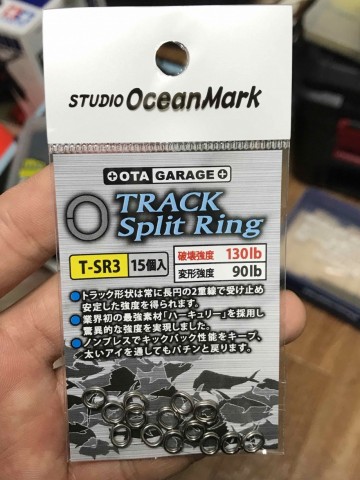 STUDIO OceanMark
OTA GARAGE
TRACK
Split Ring
T-SR3 15個入
破壊強度 130lb
変形強度 90lb
トラック形状は常に長円の2重線で受け止め
安定した強度を得られます。
業界初の最強素材「ハーキュリー」を採用し
驚異的な強度を実現しました。
ノンプレスでキックバック性能をキープ、
太いアイを通してもパチンと戻ります。